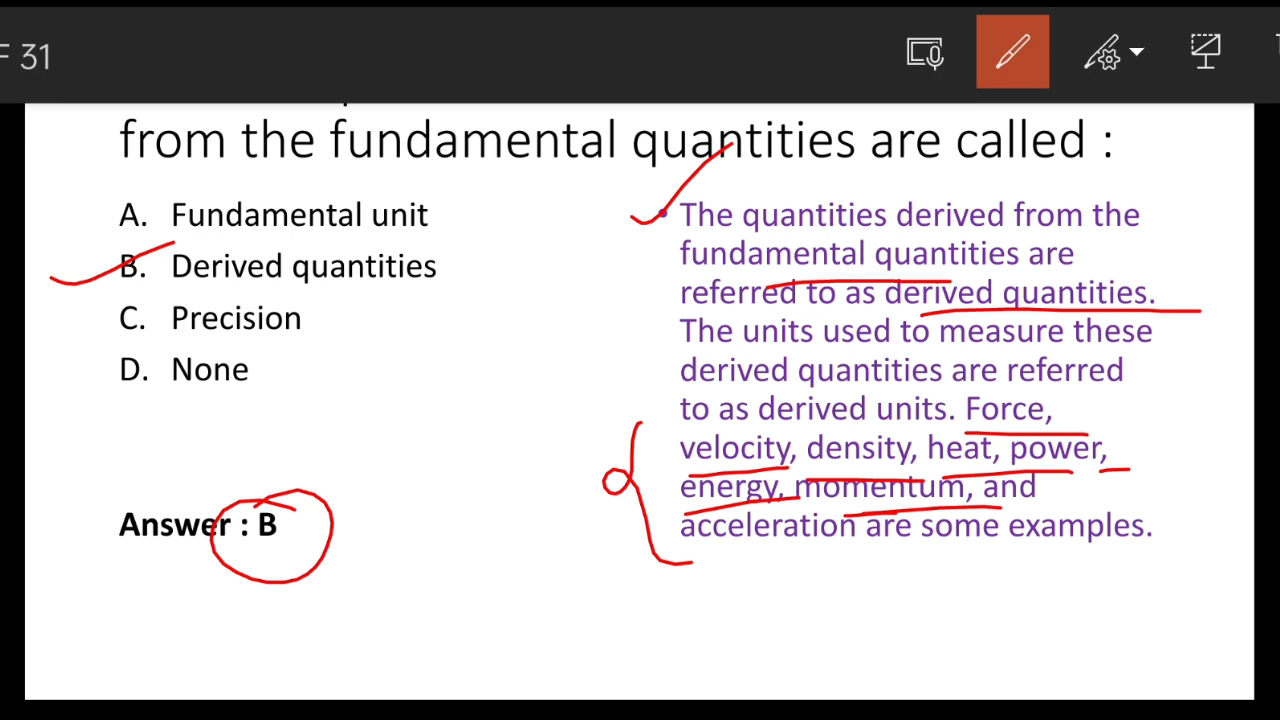 F 31
from the fundamental quantities are called :
A. Fundamental unit
B. Derived quantities
C. Precision
D. None
Answer : B
• The quantities derived from the
fundamental quantities are
referred to as derived quantities.
The units used to measure these
derived quantities are referred
to as derived units. Force,
velocity, density, heat, power,
energy, momentum, and
acceleration are some examples.